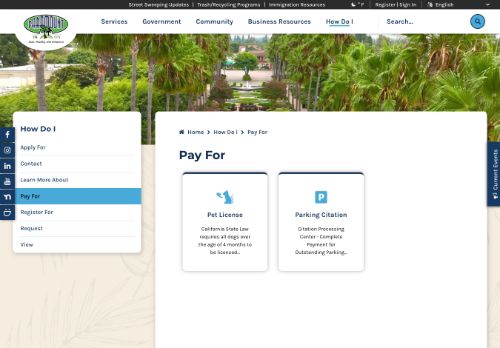 Street Sweeping Updates | Trash/Recycling Programs | Immigration Resources
° F
Register | Sign In
English
PARAMOUNT
Services
Government
Community
Business Resources
How Do I
Search...
How Do I
Apply For
Contact
Learn More About
Pay For
Register For
Request
View
Home > How Do I > Pay For
Pay For
Pet License
California State Law
requires all dogs over
the age of 4 months to
be licensed...
Parking Citation
Citation Processing
Center - Complete
Payment for
Outstanding Parking...
Current Events